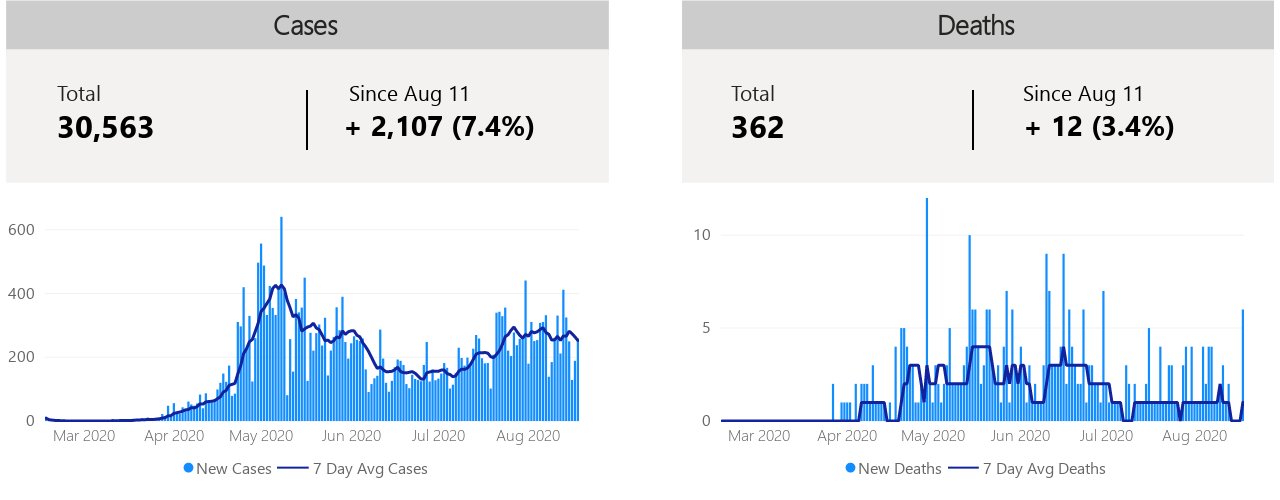 Cases
Total
30,563
Since Aug 11
+ 2,107 (7.4%)
600
400
200
0
Mar 2020 Apr 2020 May 2020 Jun 2020 Jul 2020 Aug 2020
New Cases 7 Day Avg Cases
Deaths
Total
362
Since Aug 11
+ 12 (3.4%)
10
5
0
Mar 2020 Apr 2020 May 2020 Jun 2020 Jul 2020 Aug 2020
New Deaths 7 Day Avg Deaths